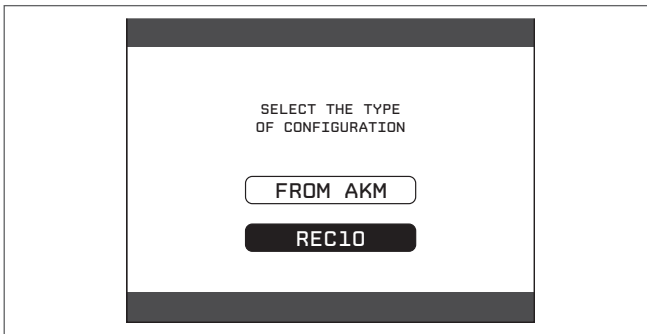 SELECT THE TYPE
OF CONFIGURATION
FROM AKM
REC10